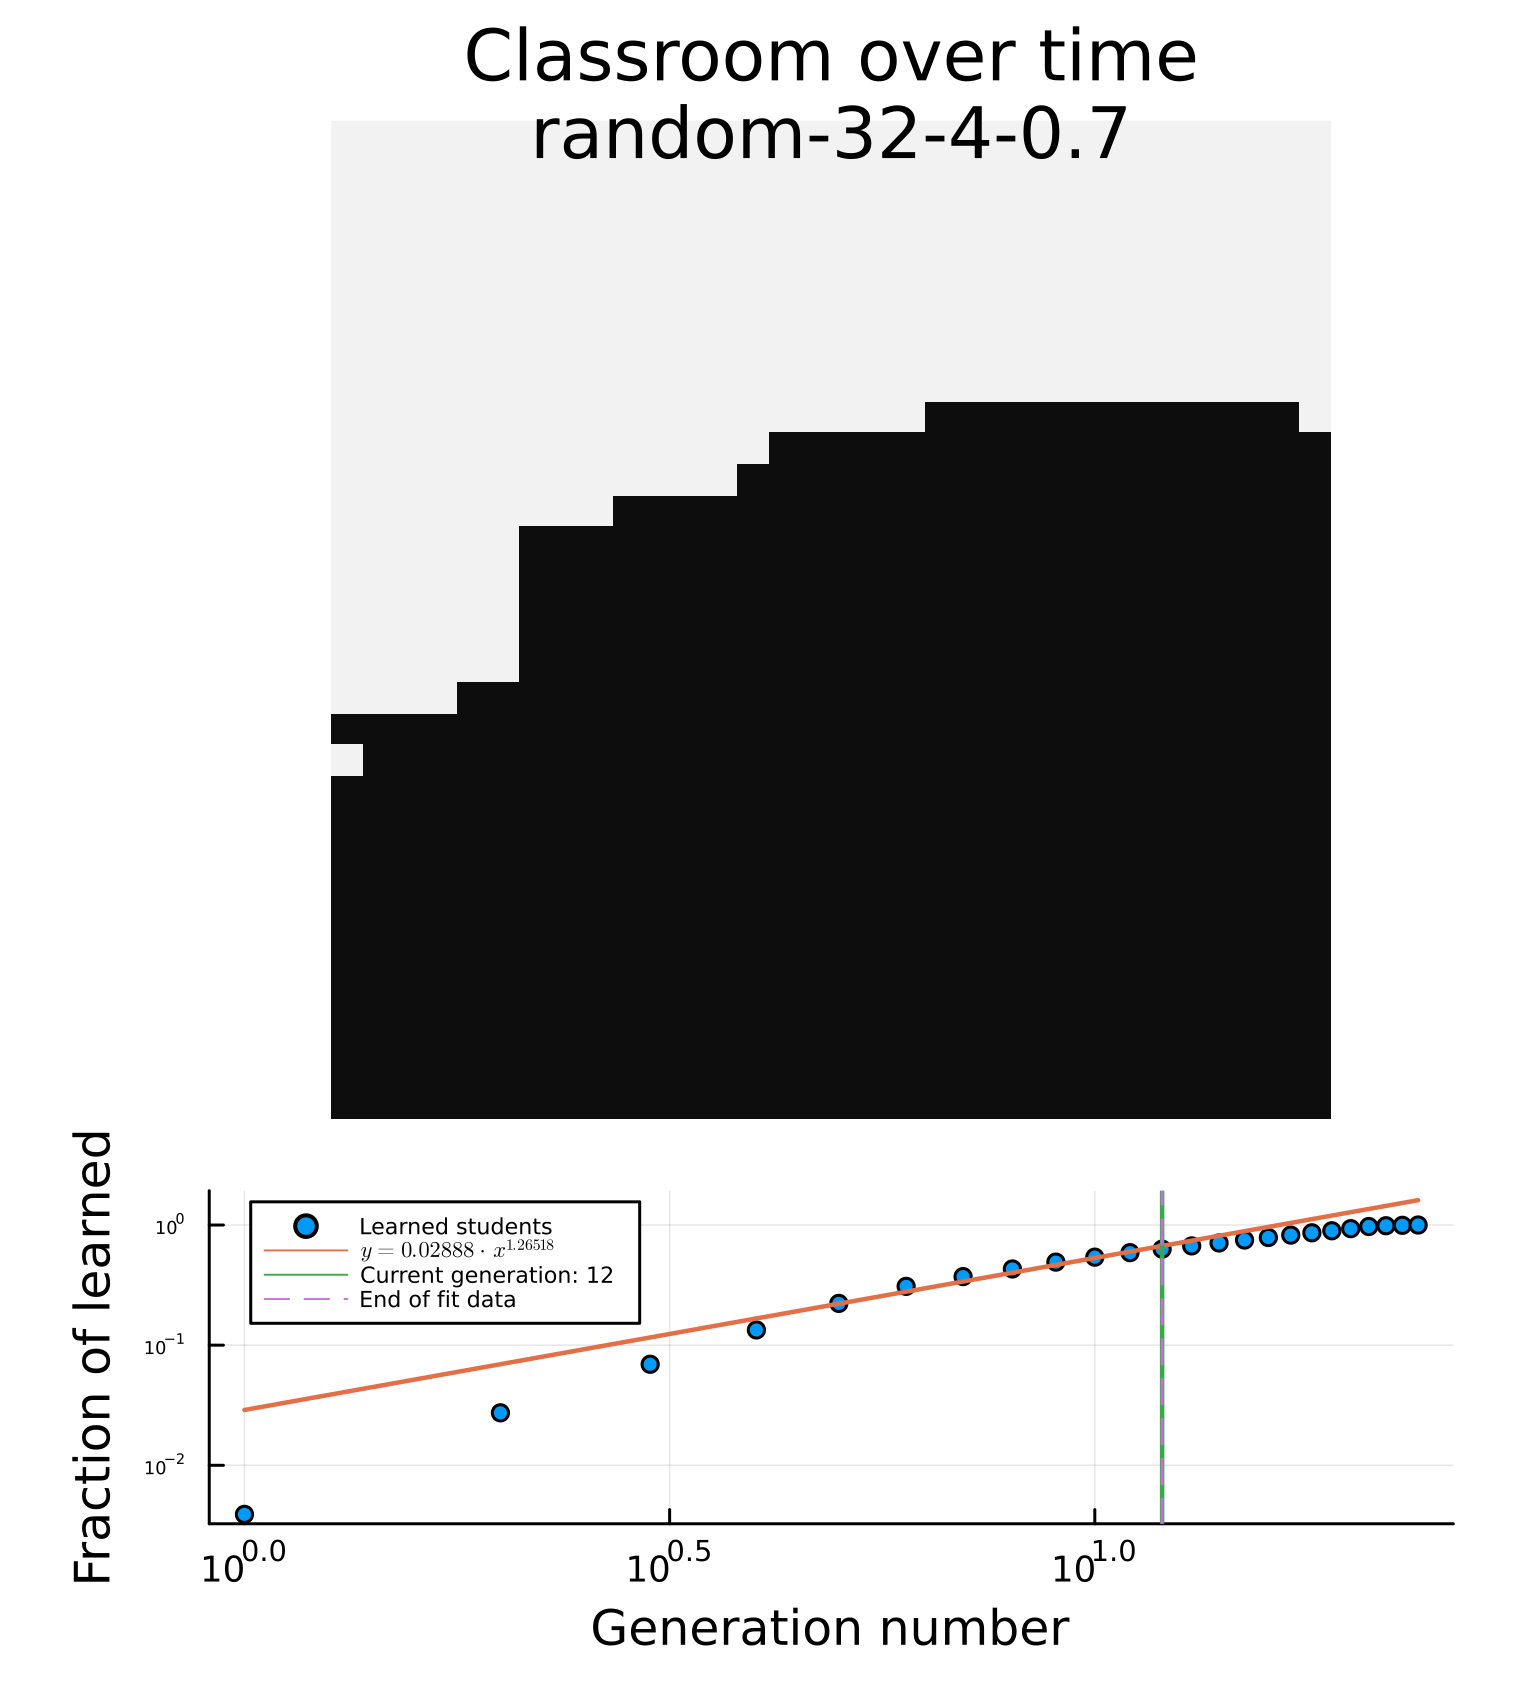 Classroom over time
random-32-4-0.7
Fraction of learned
10^0
10^−1
10^−2
Learned students
y = 0.02888 · x^1.26518
Current generation: 12
End of fit data
10^0.0
10^0.5
10^1.0
Generation number